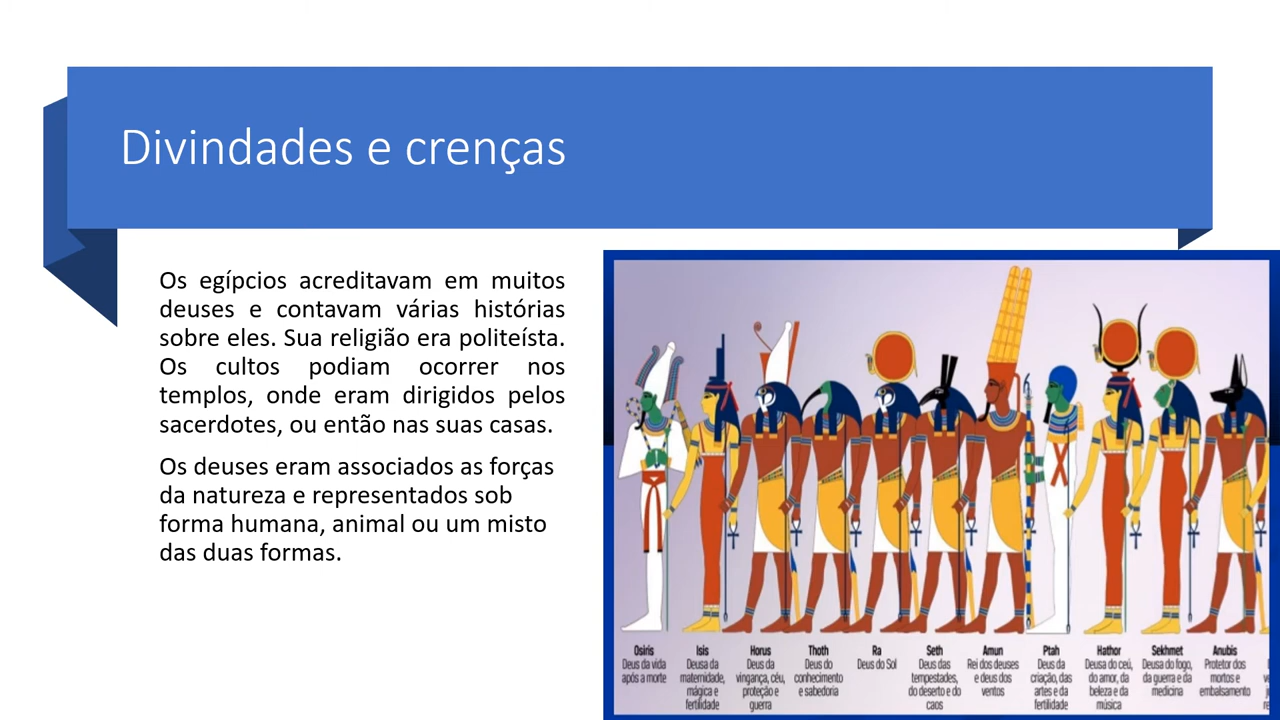 Divindades e crenças
Os egípcios acreditavam em muitos
deuses e contavam várias histórias
sobre eles. Sua religião era politeísta.
Os cultos podiam ocorrer nos
templos, onde eram dirigidos pelos
sacerdotes, ou então nas suas casas.
Os deuses eram associados as forças
da natureza e representados sob
forma humana, animal ou um misto
das duas formas.
Osiris
Deus da vida
após a morte
Isis
Deusa da
maternidade,
mágica e
fertilidade
Horus
Deus da
vingança, céu,
proteção e
guerra
Thoth
Deus do
conhecimento
e sabedoria
Ra
Deus do Sol
Seth
Deus das
tempestades,
do deserto e do
caos
Amun
Rei dos deuses
e deus dos
ventos
Ptah
Deus da
criação, das
artes e da
fertilidade
Hathor
Deusa do ceú,
do amor, da
beleza e da
música
Sekhmet
Deusa do fogo,
da guerra e da
medicina
Anubis
Protetor dos
mortos e
embalsamento